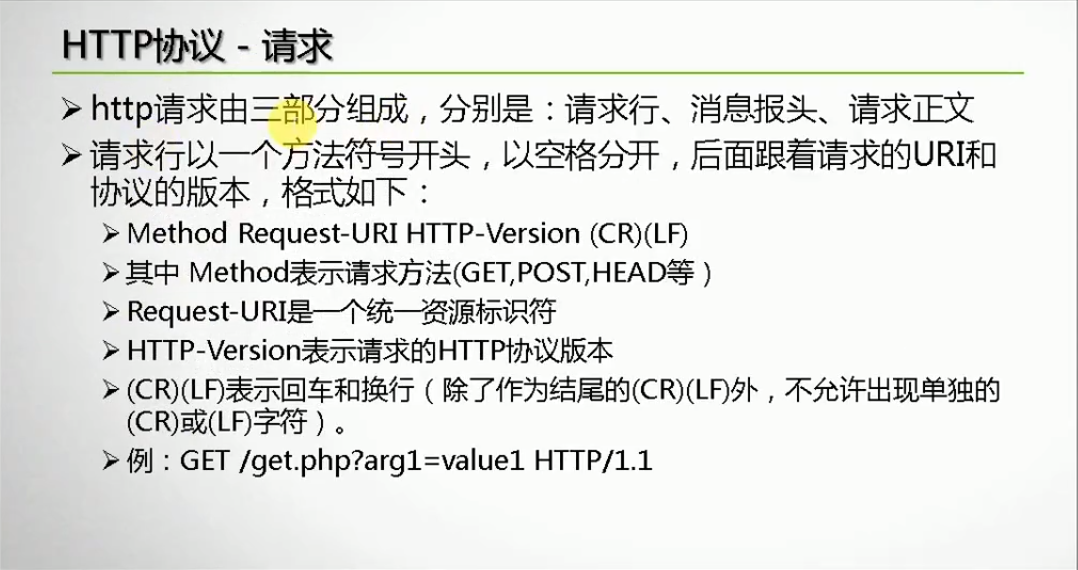 HTTP协议 - 请求
http请求由三部分组成，分别是：请求行、消息报头、请求正文
请求行以一个方法符号开头，以空格分开，后面跟着请求的URI和
协议的版本，格式如下：
Method Request-URI HTTP-Version (CR)(LF)
其中 Method表示请求方法(GET,POST,HEAD等）
Request-URI是一个统一资源标识符
HTTP-Version表示请求的HTTP协议版本
(CR)(LF)表示回车和换行（除了作为结尾的(CR)(LF)外，不允许出现单独的
(CR)或(LF)字符）。
例：GET /get.php?arg1=value1 HTTP/1.1